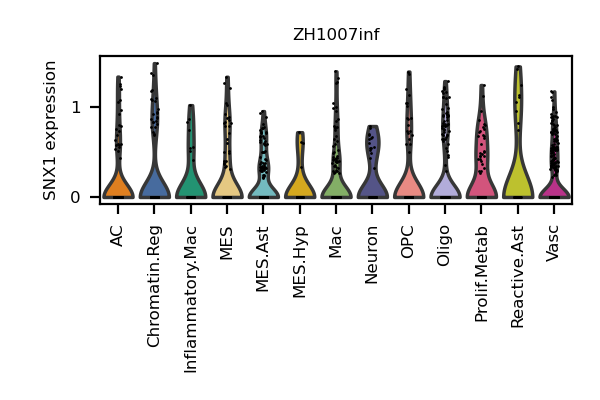 ZH1007inf
SNX1 expression
1
0
AC
Chromatin.Reg
Inflammatory.Mac
MES
MES.Ast
MES.Hyp
Mac
Neuron
OPC
Oligo
Prolif.Metab
Reactive.Ast
Vasc